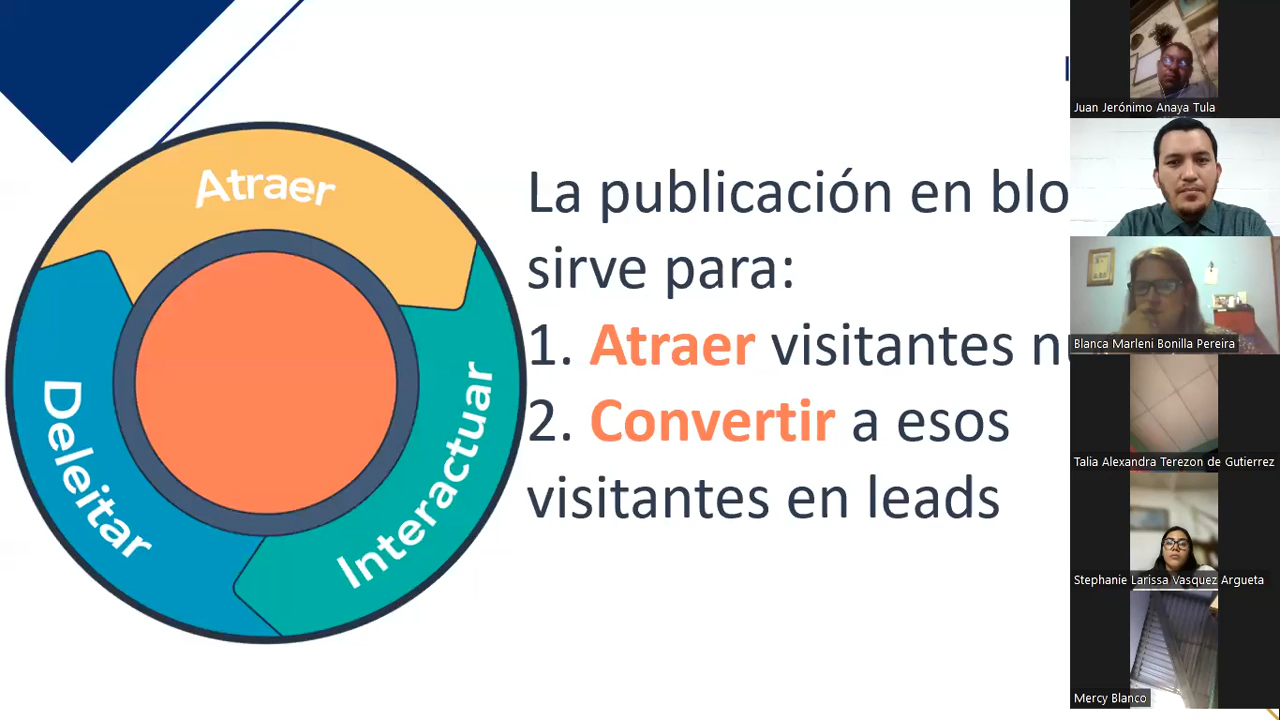 Atraer
Interactuar
Deleitar
La publicación en blo
sirve para:
1. Atraer visitantes n
2. Convertir a esos
visitantes en leads
Juan Jerónimo Anaya Tula
Blanca Marleni Bonilla Pereira
Talia Alexandra Terezon de Gutierrez
Stephanie Larissa Vasquez Argueta
Mercy Blanco